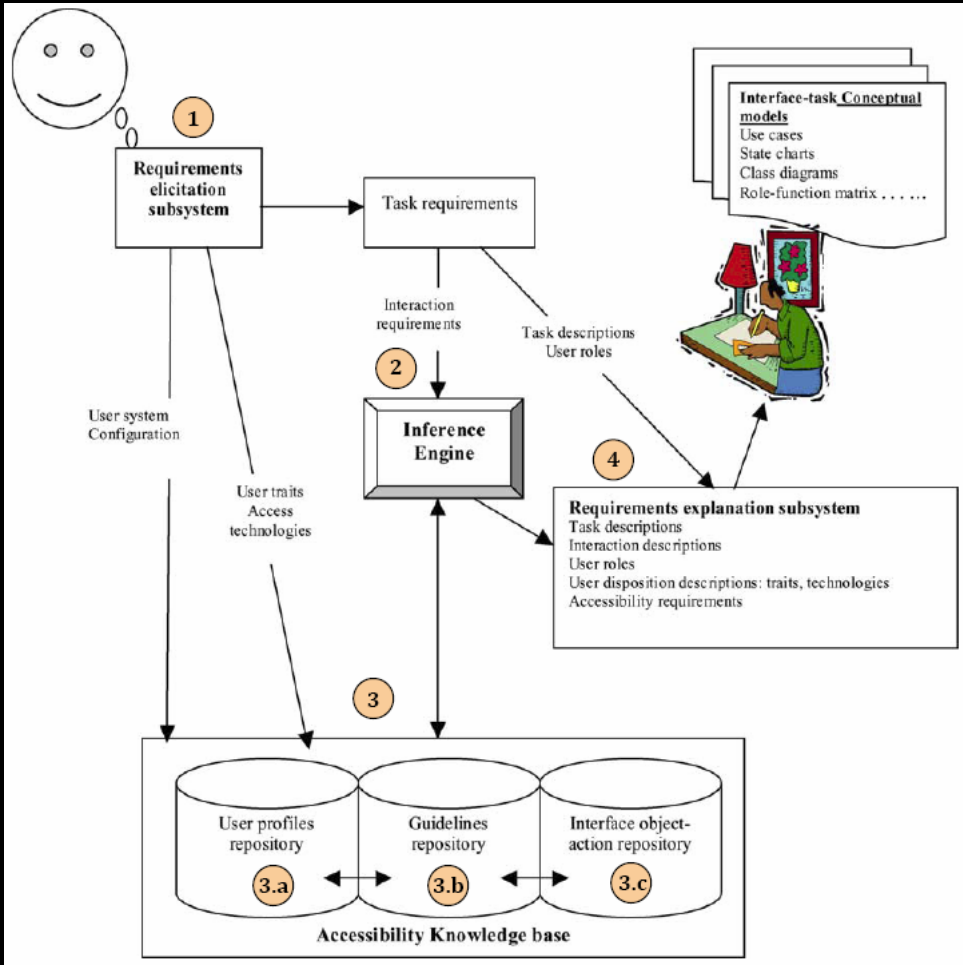 1
Requirements
elicitation
subsystem
Task requirements
Interface-task Conceptual
models
Use cases
State charts
Class diagrams
Role-function matrix . . . . ...
Interaction
requirements
Task descriptions
User roles
2
User system
Configuration
Inference
Engine
User traits
Access
technologies
4
Requirements explanation subsystem
Task descriptions
Interaction descriptions
User roles
User disposition descriptions: traits, technologies
Accessibility requirements
3
User profiles
repository
3.a
Guidelines
repository
3.b
Interface object-
action repository
3.c
Accessibility Knowledge base